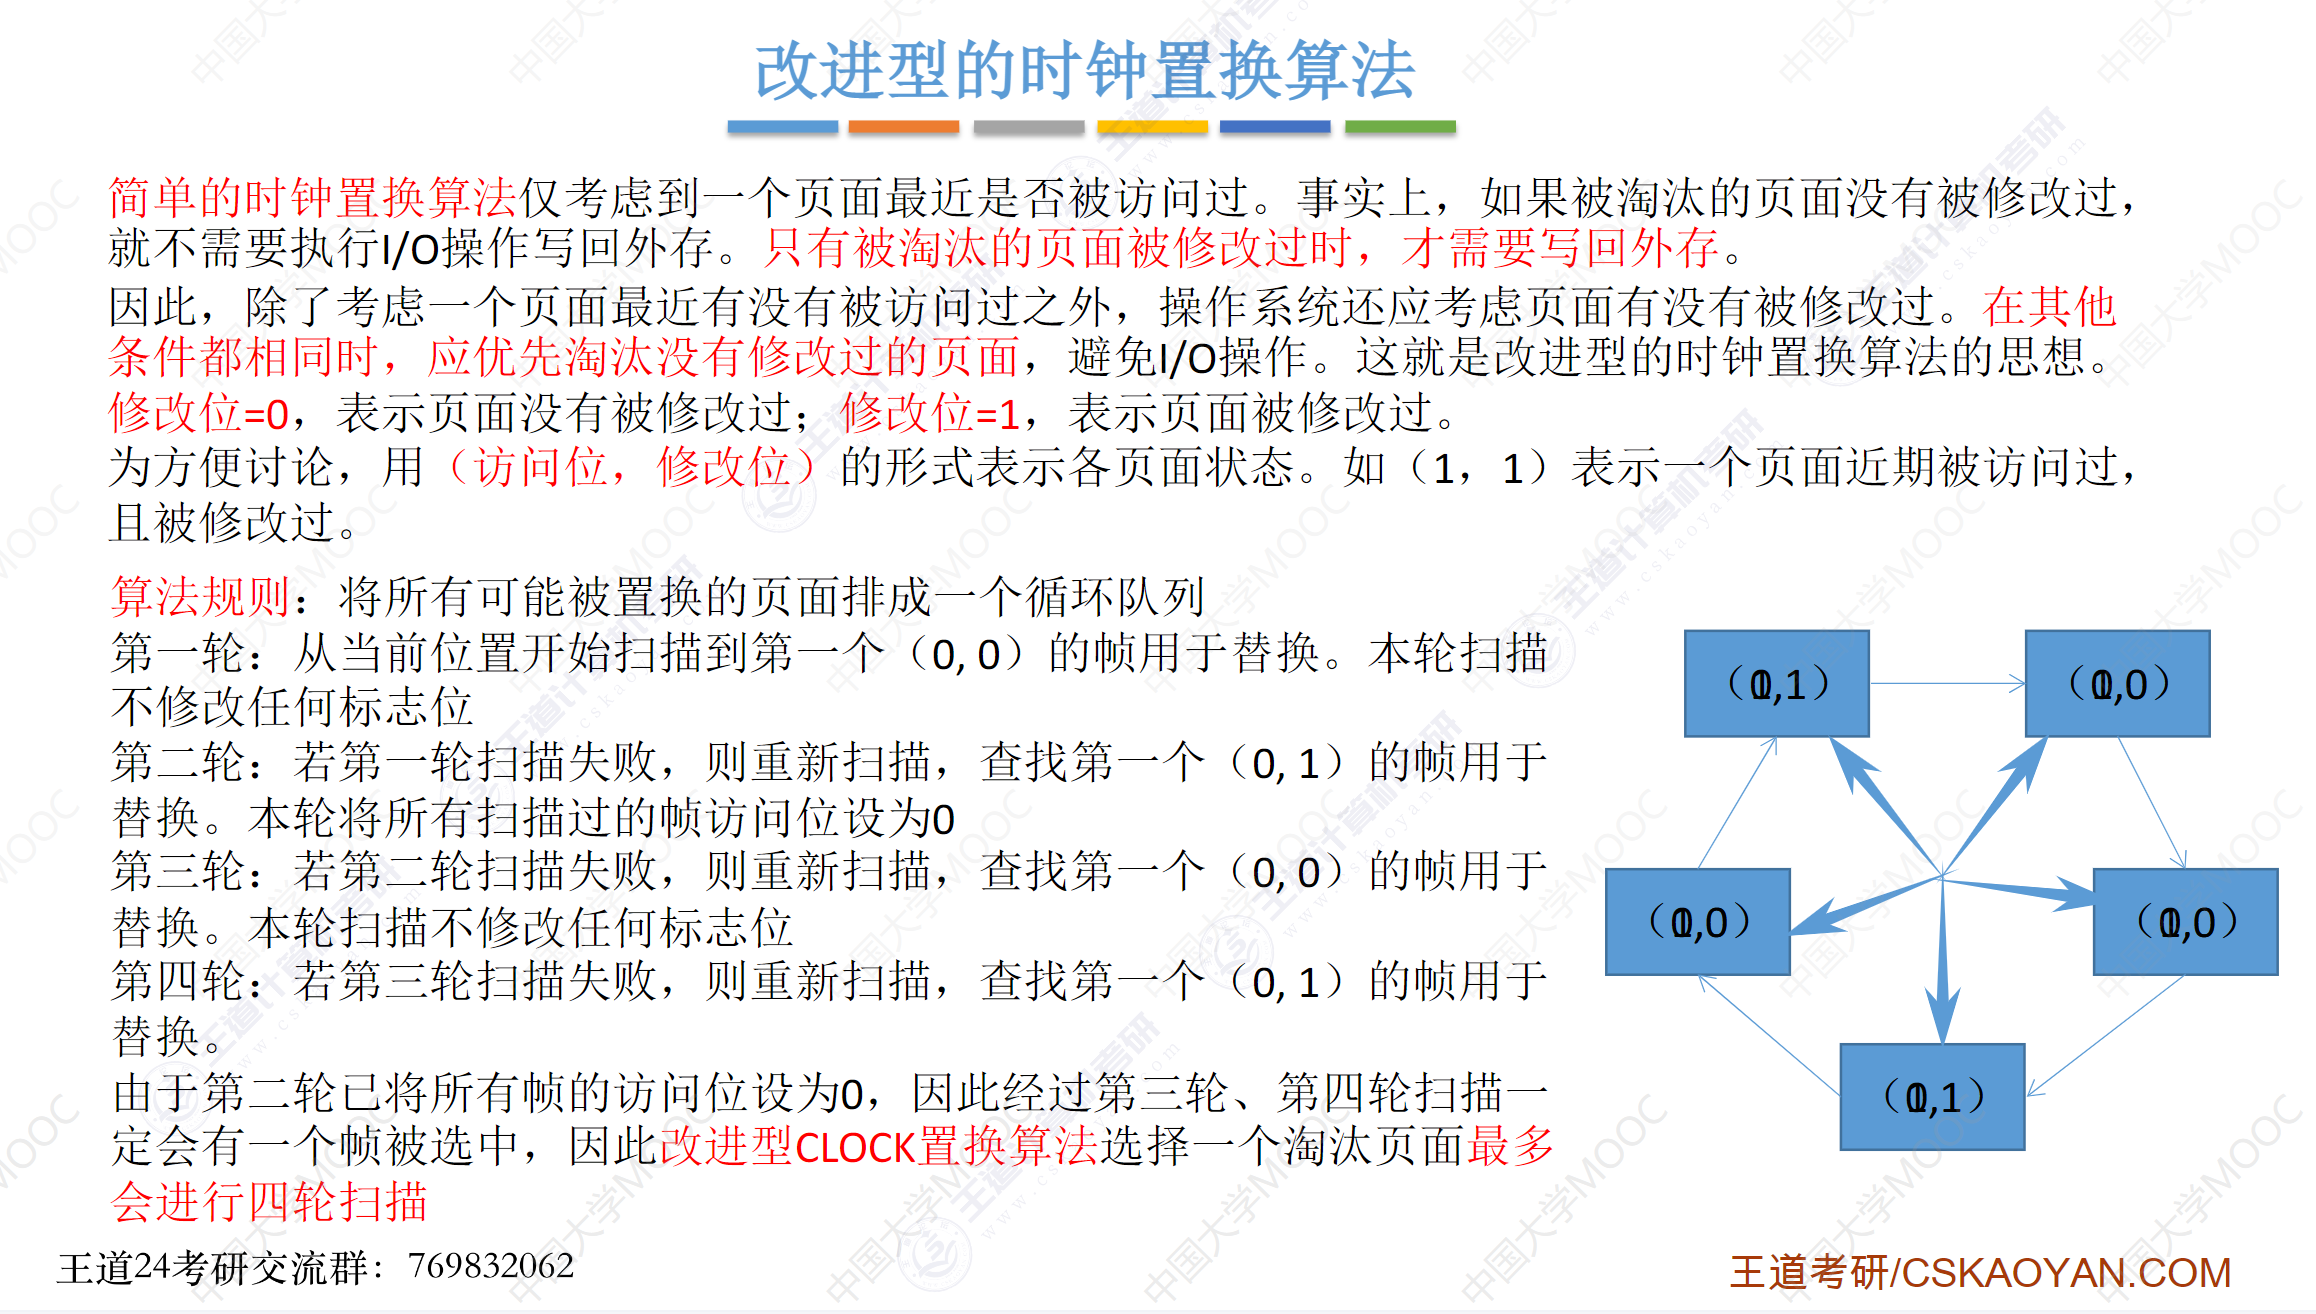 改进型的时钟置换算法
简单的时钟置换算法仅考虑到一个页面最近是否被访问过。事实上，如果被淘汰的页面没有被修改过，
就不需要执行I/O操作写回外存。只有被淘汰的页面被修改过时，才需要写回外存。
因此，除了考虑一个页面最近有没有被访问过之外，操作系统还应考虑页面有没有被修改过。在其他
条件都相同时，应优先淘汰没有修改过的页面，避免I/O操作。这就是改进型的时钟置换算法的思想。
修改位=0，表示页面没有被修改过；修改位=1，表示页面被修改过。
为方便讨论，用（访问位，修改位）的形式表示各页面状态。如（1，1）表示一个页面近期被访问过，
且被修改过。
算法规则：将所有可能被置换的页面排成一个循环队列
第一轮：从当前位置开始扫描到第一个（0, 0）的帧用于替换。本轮扫描
不修改任何标志位
第二轮：若第一轮扫描失败，则重新扫描，查找第一个（0, 1）的帧用于
替换。本轮将所有扫描过的帧访问位设为0
第三轮：若第二轮扫描失败，则重新扫描，查找第一个（0, 0）的帧用于
替换。本轮扫描不修改任何标志位
第四轮：若第三轮扫描失败，则重新扫描，查找第一个（0, 1）的帧用于
替换。
由于第二轮已将所有帧的访问位设为0，因此经过第三轮、第四轮扫描一
定会有一个帧被选中，因此改进型CLOCK置换算法选择一个淘汰页面最多
会进行四轮扫描
王道24考研交流群：769832062
王道考研/CSKAOYAN.COM
中国大学MOOC
王道计算机考研
www.cskaoyan.com